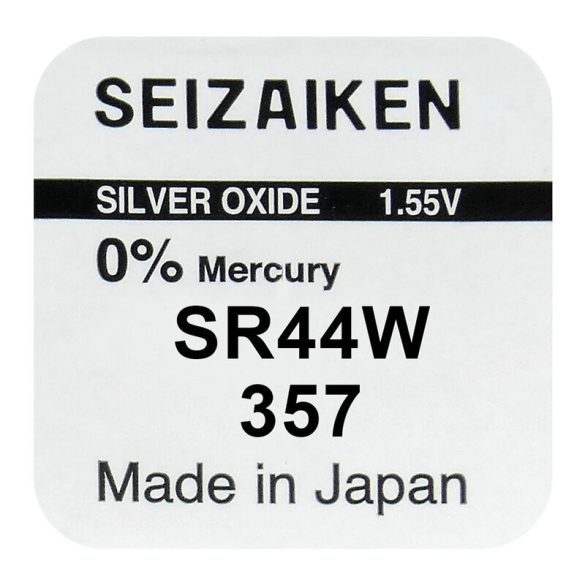 SEIZAIKEN
SILVER OXIDE 1.55V
0% Mercury
SR44W
357
Made in Japan